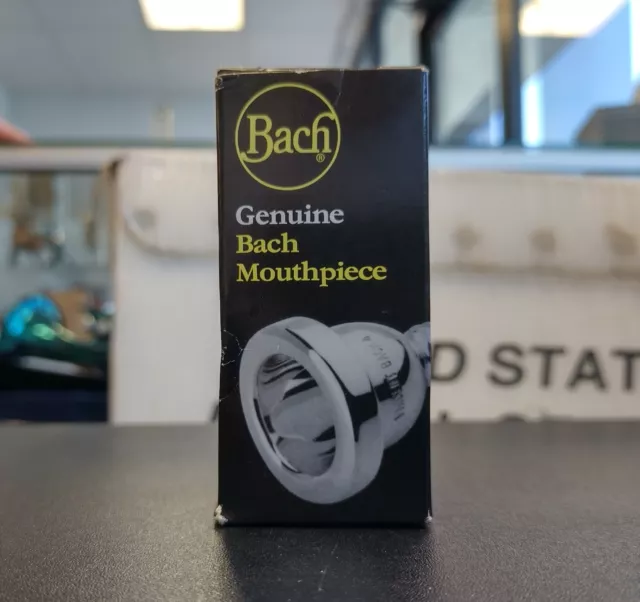 Bach®
Genuine
Bach
Mouthpiece
D STAT